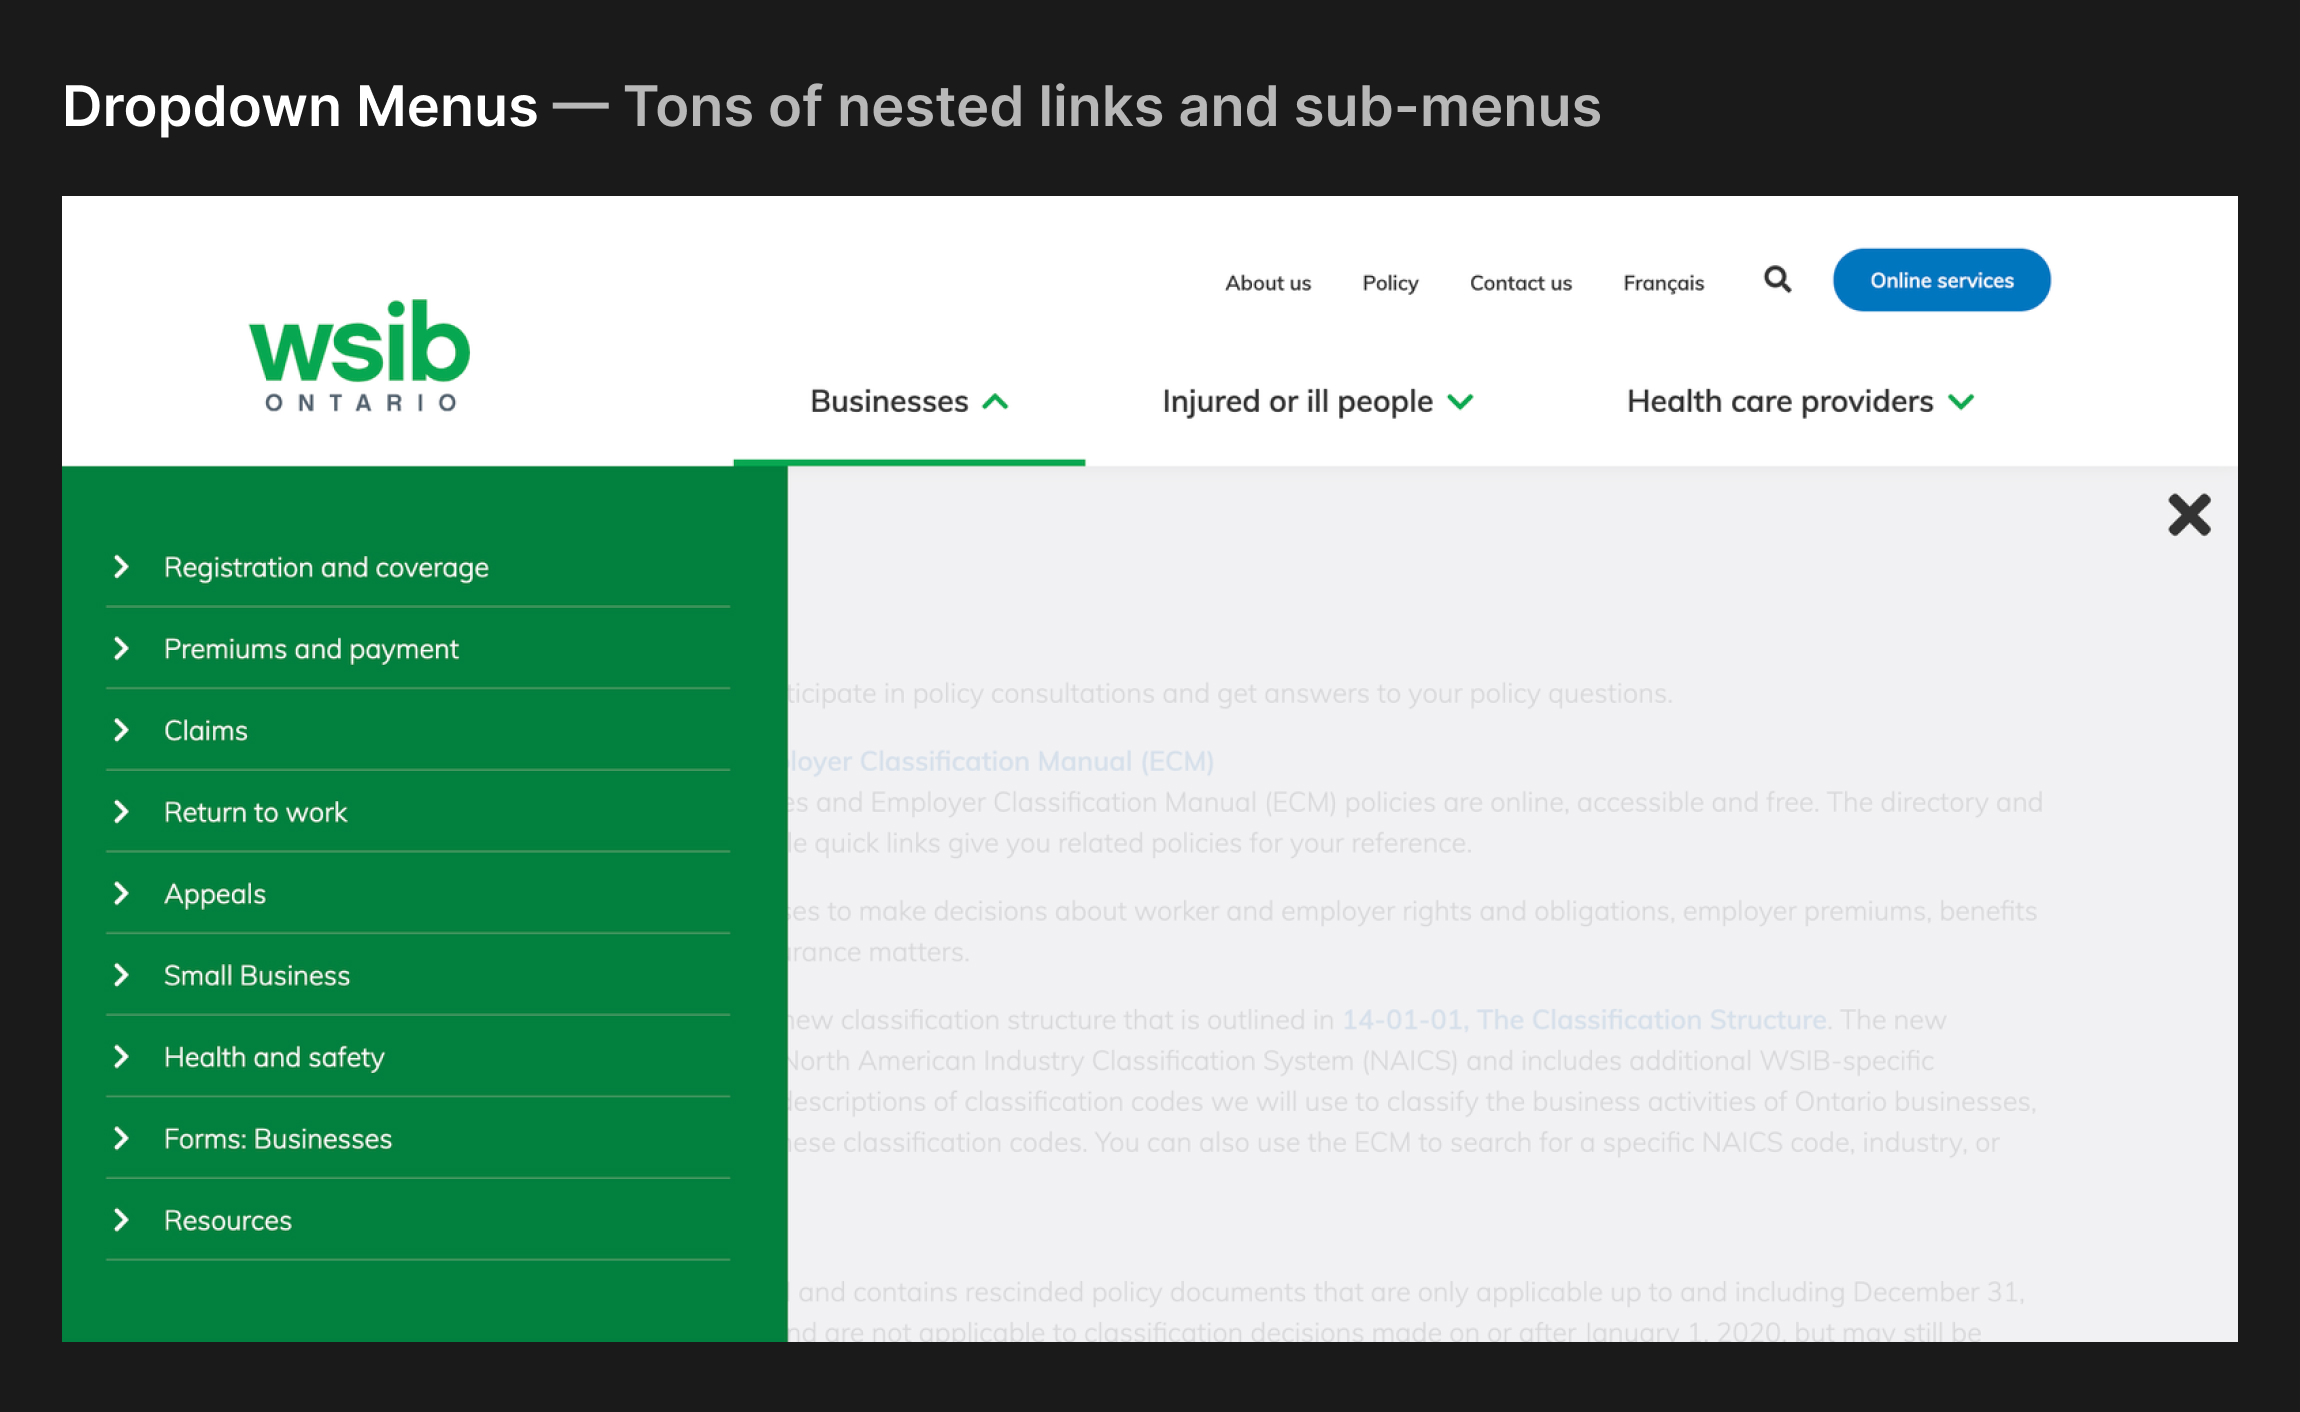 Dropdown Menus — Tons of nested links and sub-menus
About us Policy Contact us Français Online services
wsib
ONTARIO
Businesses Injured or ill people Health care providers
Registration and coverage
Premiums and payment
Claims
Return to work
Appeals
Small Business
Health and safety
Forms: Businesses
Resources
ticipate in policy consultations and get answers to your policy questions.
loyer Classification Manual (ECM)
es and Employer Classification Manual (ECM) policies are online, accessible and free. The directory and
le quick links give you related policies for your reference.
ses to make decisions about worker and employer rights and obligations, employer premiums, benefits
rance matters.
new classification structure that is outlined in 14-01-01, The Classification Structure. The new
North American Industry Classification System (NAICS) and includes additional WSIB-specific
descriptions of classification codes we will use to classify the business activities of Ontario businesses,
hese classification codes. You can also use the ECM to search for a specific NAICS code, industry, or
and contains rescinded policy documents that are only applicable up to and including December 31,
nd are not applicable to classification decisions made on or after January 1, 2020, but may still be